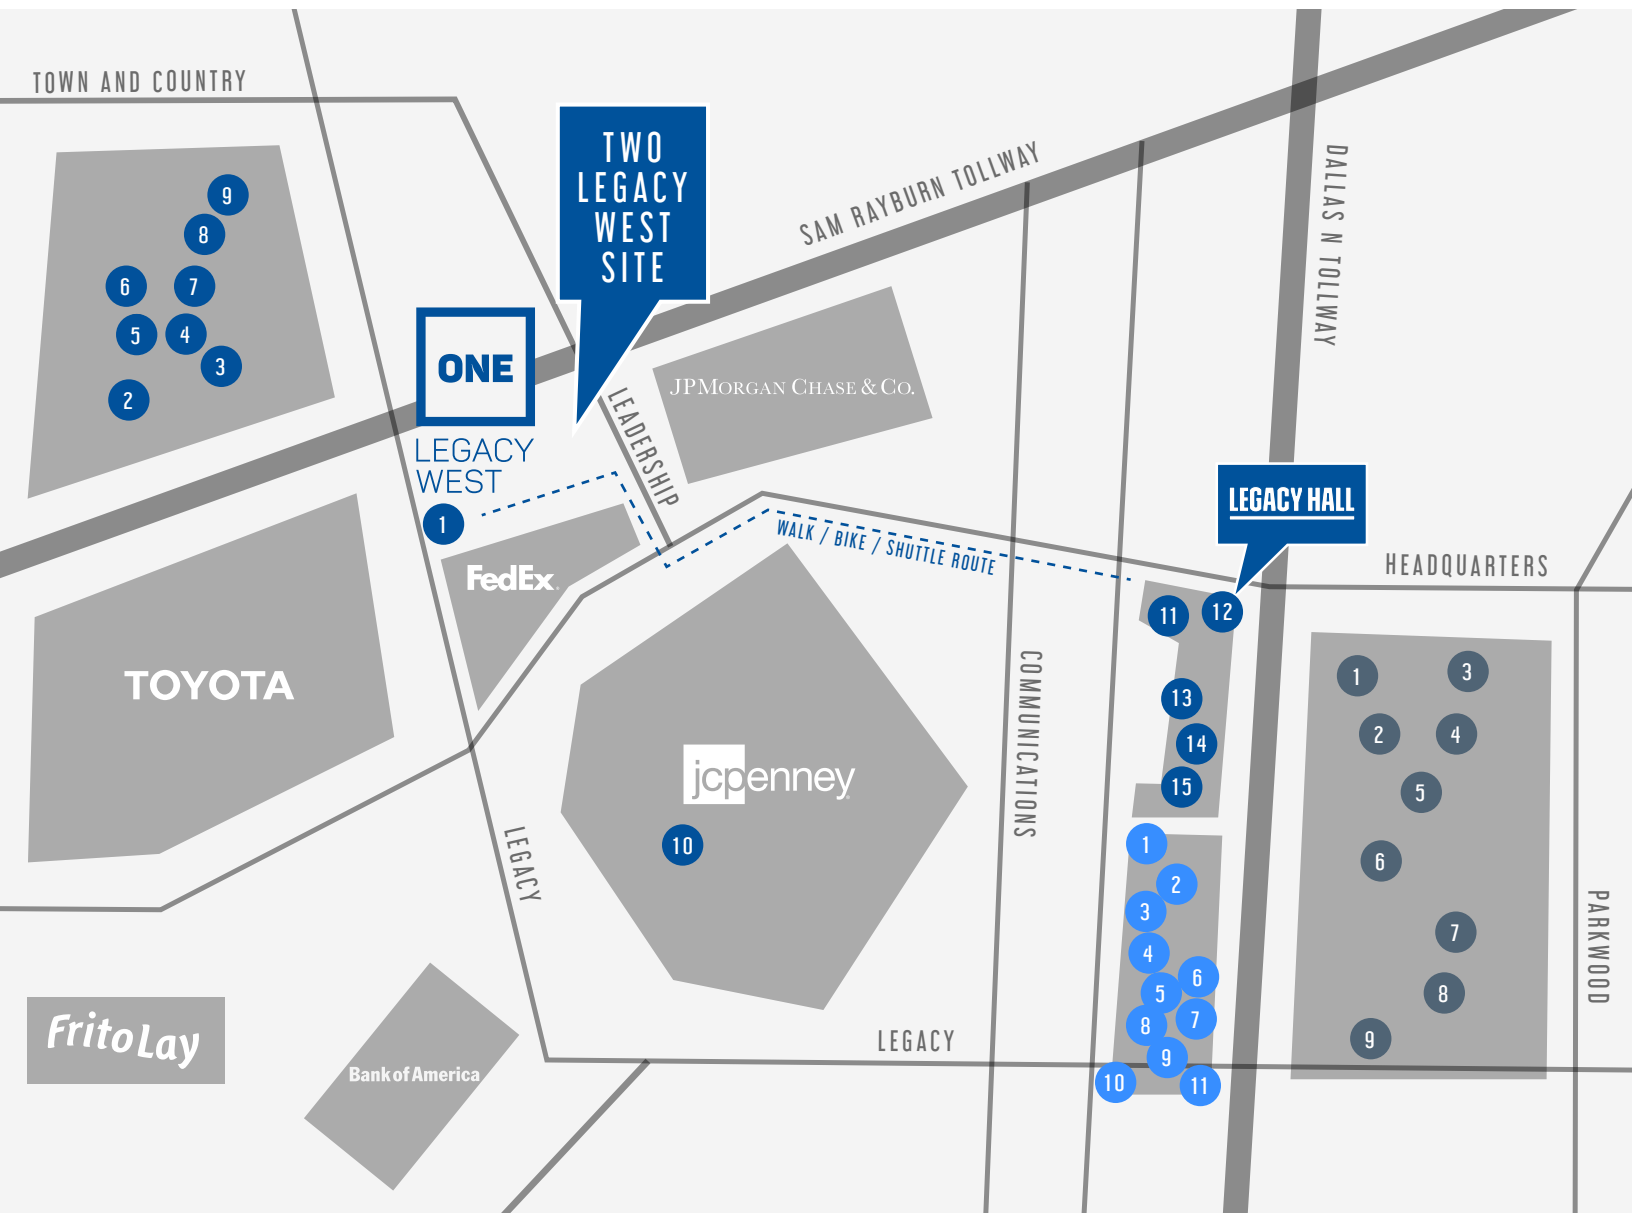 TOWN AND COUNTRY
9
8
6
7
5
4
3
2
TWO
LEGACY
WEST
SITE
SAM RAYBURN TOLLWAY
DALLAS N TOLLWAY
ONE
LEGACY
WEST
1
LEADERSHIP
JPMORGAN CHASE & CO.
LEGACY HALL
WALK / BIKE / SHUTTLE ROUTE
HEADQUARTERS
FedEx®
TOYOTA
jcpenney®
10
COMMUNICATIONS
LEGACY
11
12
13
14
15
1
2
3
4
5
6
7
8
9
10
11
1
3
2
4
5
6
7
8
9
PARKWOOD
LEGACY
FritoLay
Bank of America